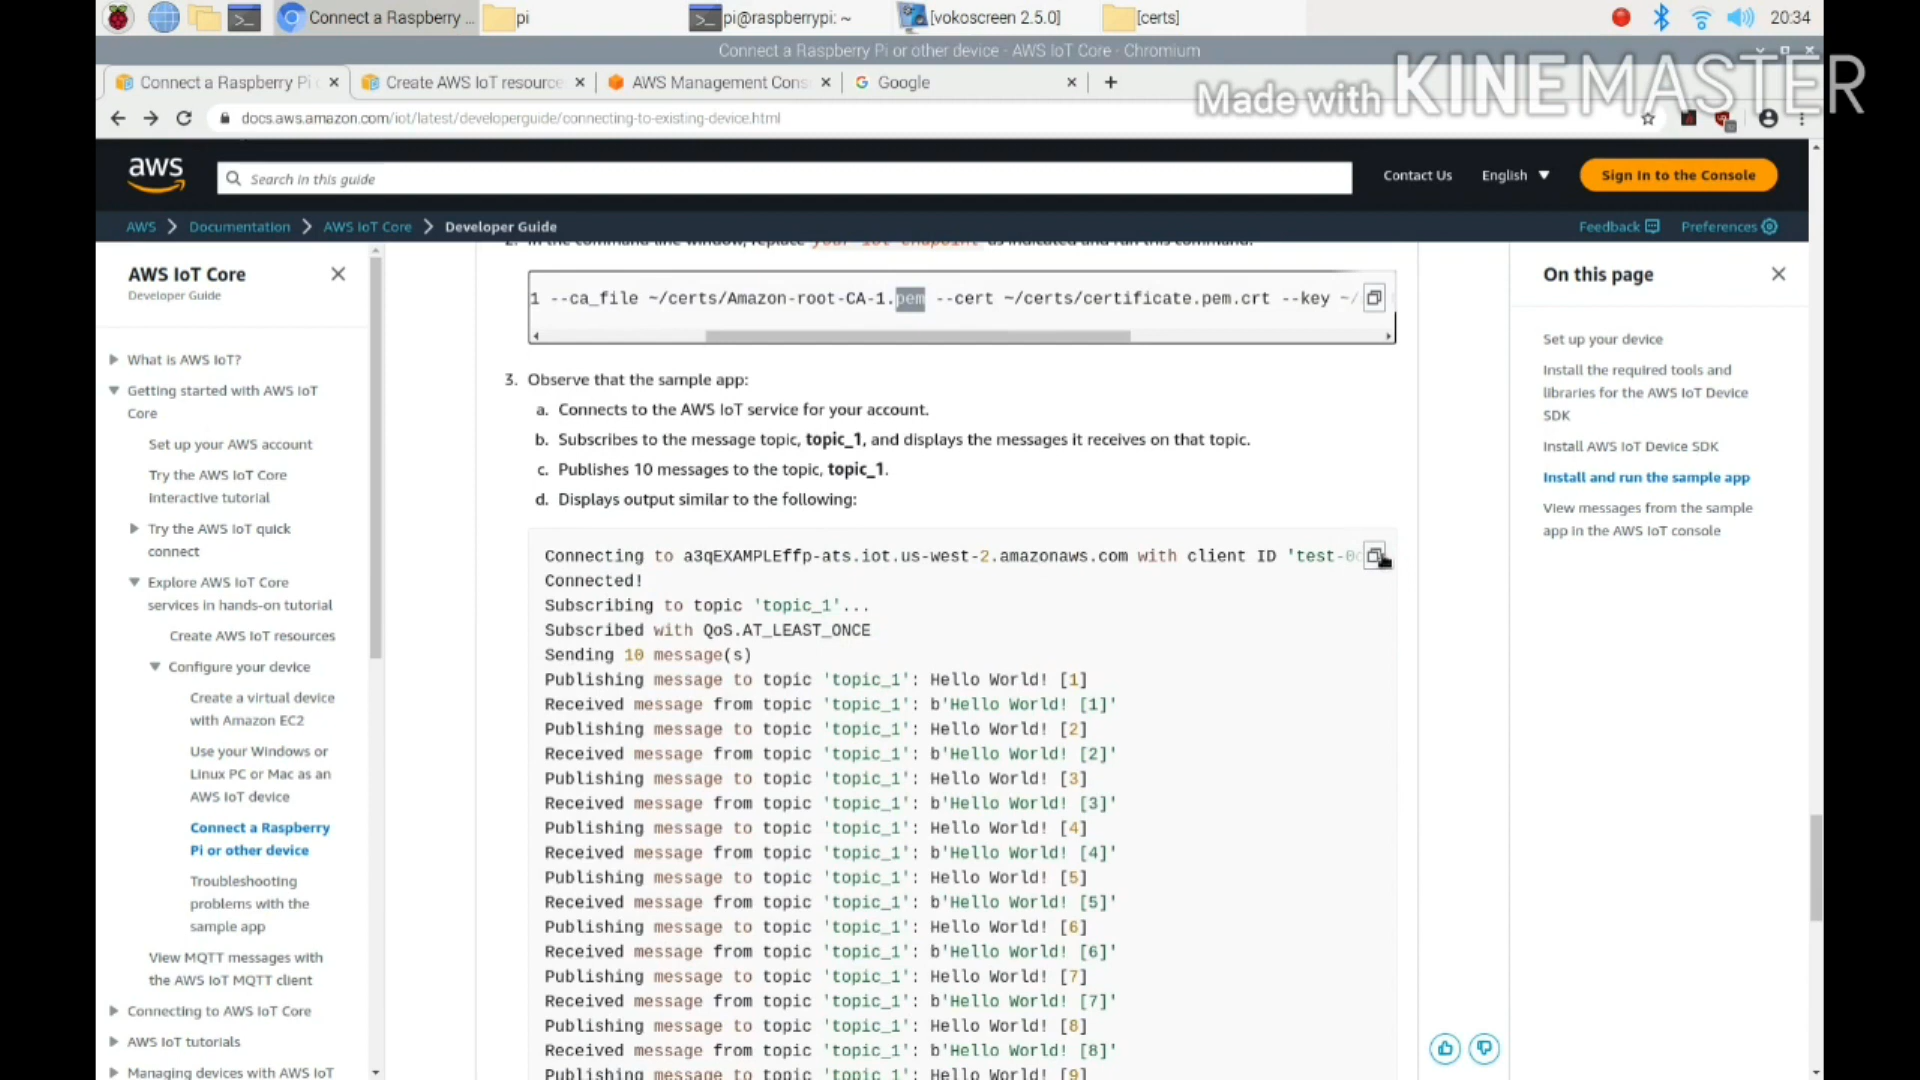 Connect a Raspberry ...
pi
pi@raspberrypi: ~
[vokoscreen 2.5.0]
[certs]
20:34
Connect a Raspberry Pi or other device - AWS IoT Core - Chromium
Connect a Raspberry Pi
Create AWS IoT resource
AWS Management Cons
Google
Made with KINEMASTER
docs.aws.amazon.com/iot/latest/developerguide/connecting-to-existing-device.html
aws
Search in this guide
Contact Us
English
Sign In to the Console
AWS
Documentation
AWS IoT Core
Developer Guide
Feedback
Preferences
AWS IoT Core
Developer Guide
What is AWS IoT?
Getting started with AWS IoT
Core
Set up your AWS account
Try the AWS IoT Core
interactive tutorial
Try the AWS IoT quick
connect
Explore AWS IoT Core
services in hands-on tutorial
Create AWS IoT resources
Configure your device
Create a virtual device
with Amazon EC2
Use your Windows or
Linux PC or Mac as an
AWS IoT device
Connect a Raspberry
Pi or other device
Troubleshooting
problems with the
sample app
View MQTT messages with
the AWS IoT MQTT client
Connecting to AWS IoT Core
AWS IoT tutorials
Managing devices with AWS IoT
2. In the command line window, replace your-iot-endpoint as indicated and run this command.
1 --ca_file ~/certs/Amazon-root-CA-1.pem --cert ~/certs/certificate.pem.crt --key ~/
3. Observe that the sample app:
a. Connects to the AWS IoT service for your account.
b. Subscribes to the message topic, topic_1, and displays the messages it receives on that topic.
c. Publishes 10 messages to the topic, topic_1.
d. Displays output similar to the following:
Connecting to a3qEXAMPLEffp-ats.iot.us-west-2.amazonaws.com with client ID 'test-0
Connected!
Subscribing to topic 'topic_1'...
Subscribed with QoS.AT_LEAST_ONCE
Sending 10 message(s)
Publishing message to topic 'topic_1': Hello World! [1]
Received message from topic 'topic_1': b'Hello World! [1]'
Publishing message to topic 'topic_1': Hello World! [2]
Received message from topic 'topic_1': b'Hello World! [2]'
Publishing message to topic 'topic_1': Hello World! [3]
Received message from topic 'topic_1': b'Hello World! [3]'
Publishing message to topic 'topic_1': Hello World! [4]
Received message from topic 'topic_1': b'Hello World! [4]'
Publishing message to topic 'topic_1': Hello World! [5]
Received message from topic 'topic_1': b'Hello World! [5]'
Publishing message to topic 'topic_1': Hello World! [6]
Received message from topic 'topic_1': b'Hello World! [6]'
Publishing message to topic 'topic_1': Hello World! [7]
Received message from topic 'topic_1': b'Hello World! [7]'
Publishing message to topic 'topic_1': Hello World! [8]
Received message from topic 'topic_1': b'Hello World! [8]'
Publishing message to topic 'topic_1': Hello World! [9]
On this page
Set up your device
Install the required tools and
libraries for the AWS IoT Device
SDK
Install AWS IoT Device SDK
Install and run the sample app
View messages from the sample
app in the AWS IoT console